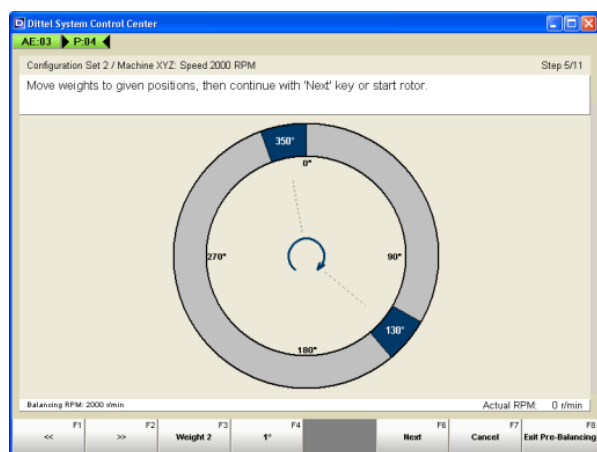 Dittel System Control Center
AE:03 P:04
Configuration Set 2 / Machine XYZ: Speed 2000 RPM Step 5/11
Move weights to given positions, then continue with 'Next' key or start rotor.
350°
0°
270° 90°
130°
180°
Balancing RPM: 2000 r/min Actual RPM: 0 r/min
F1 F2 F3 F4 F6 F7 F8
<< >> Weight 2 1° Next Cancel Exit Pre-Balancing